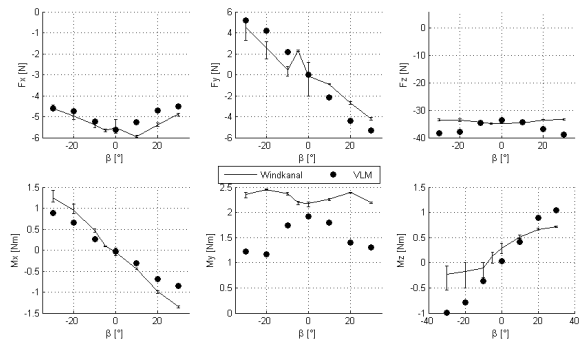 0
-1
-2
-3
-4
-5
-6
Fx [N]
-20 0 20
β [°]
6
4
2
0
-2
-4
-6
Fy [N]
-20 0 20
β [°]
0
-10
-20
-30
-40
Fz [N]
-20 0 20
β [°]
Windkanal VLM
1.5
1
0.5
0
-0.5
-1
-1.5
Mx [Nm]
-20 0 20
β [°]
2.5
2
1.5
1
0.5
0
My [Nm]
-20 0 20
β [°]
1.5
1
0.5
0
-0.5
-1
Mz [Nm]
-40 -20 0 20 40
β [°]